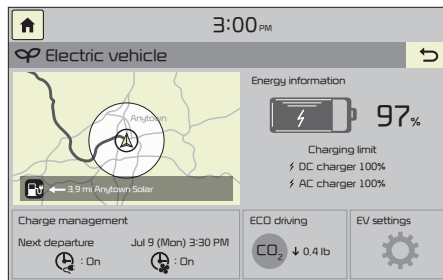 3:00 PM
Electric vehicle
Anytown
3.9 mi Anytown Solar
Energy information
97%
Charging limit
DC charger 100%
AC charger 100%
Charge management
Next departure Jul 9 (Mon) 3:30 PM
: On : On
ECO driving
CO2 0.4 lb
EV settings